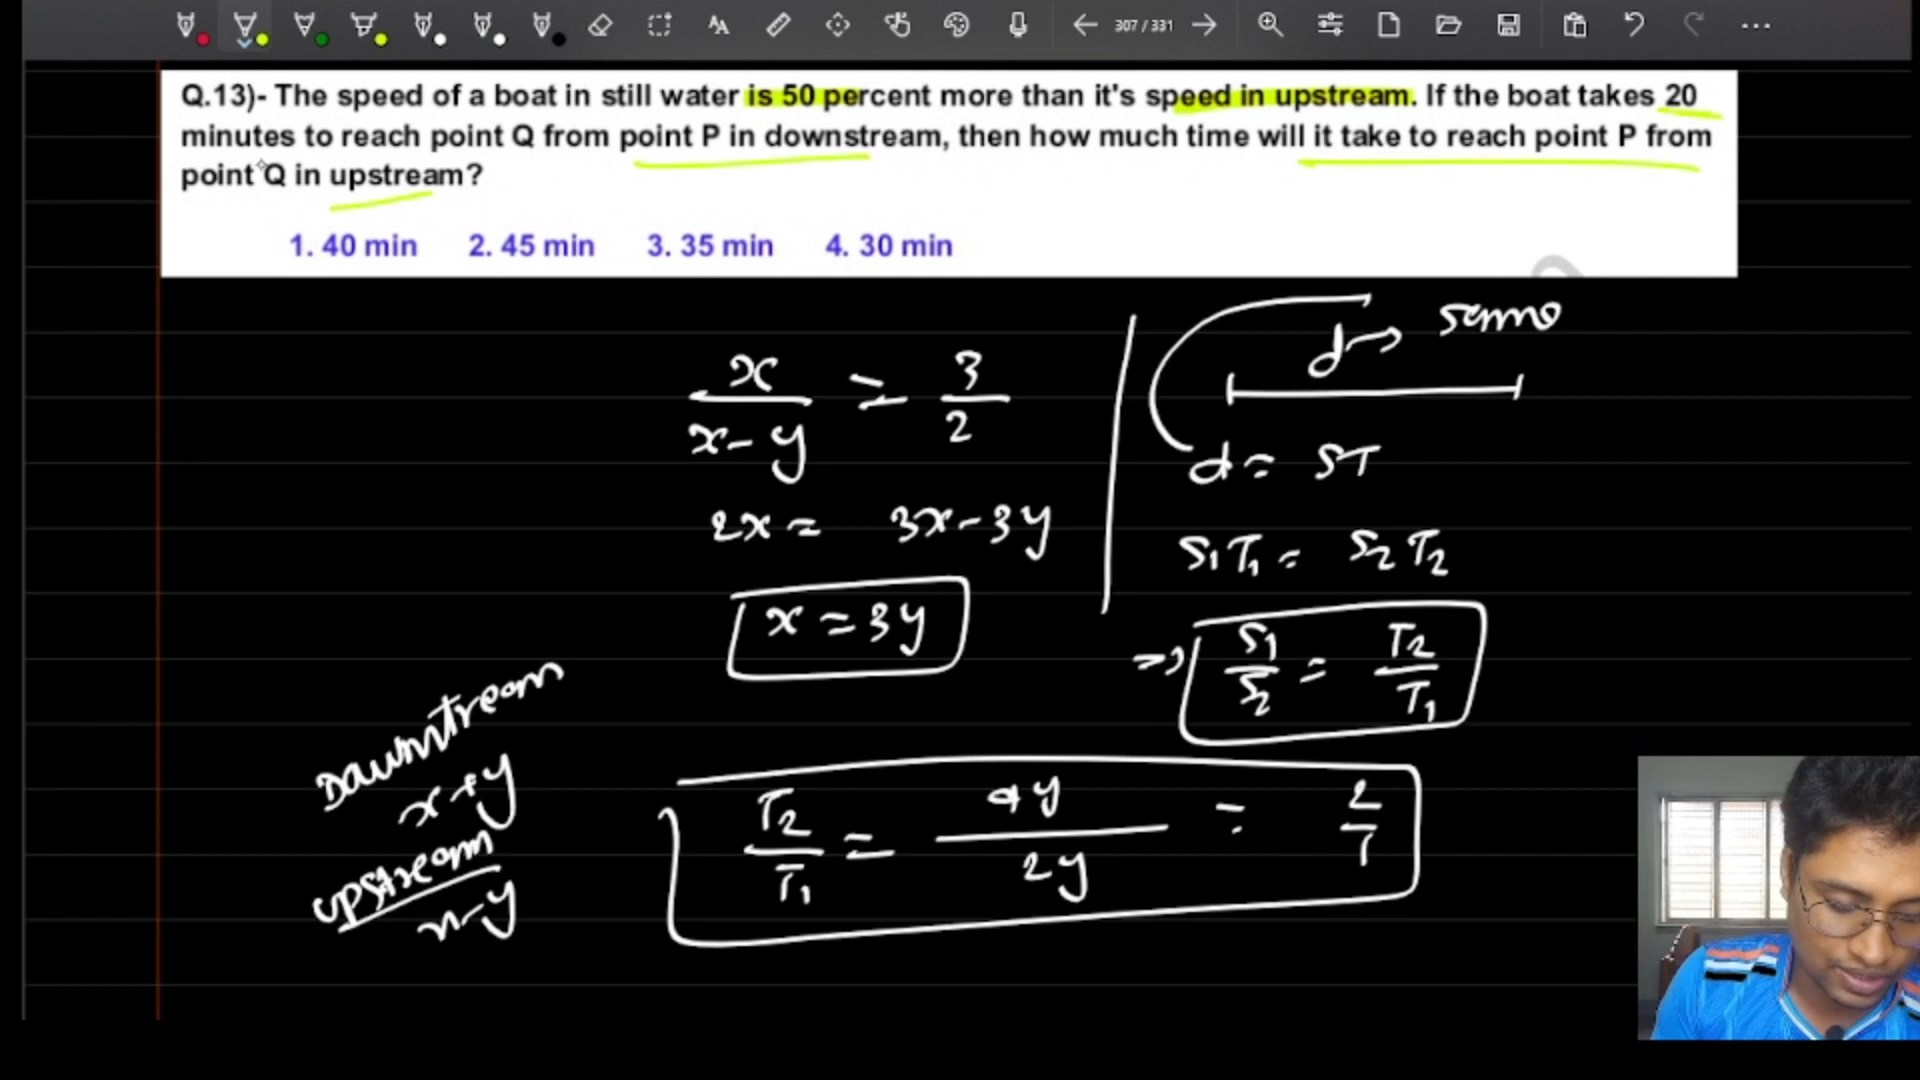 307 / 331
Q.13)- The speed of a boat in still water is 50 percent more than it's speed in upstream. If the boat takes 20
minutes to reach point Q from point P in downstream, then how much time will it take to reach point P from
point Q in upstream?
1. 40 min 2. 45 min 3. 35 min 4. 30 min
x/x-y = 3/2
2x = 3x-3y
x = 3y
d→ same
d = ST
S1T1 = S2T2
=> S1/S2 = T2/T1
Downstream
x+y
upstream
x-y
T2/T1 = 4y/2y = 2/1